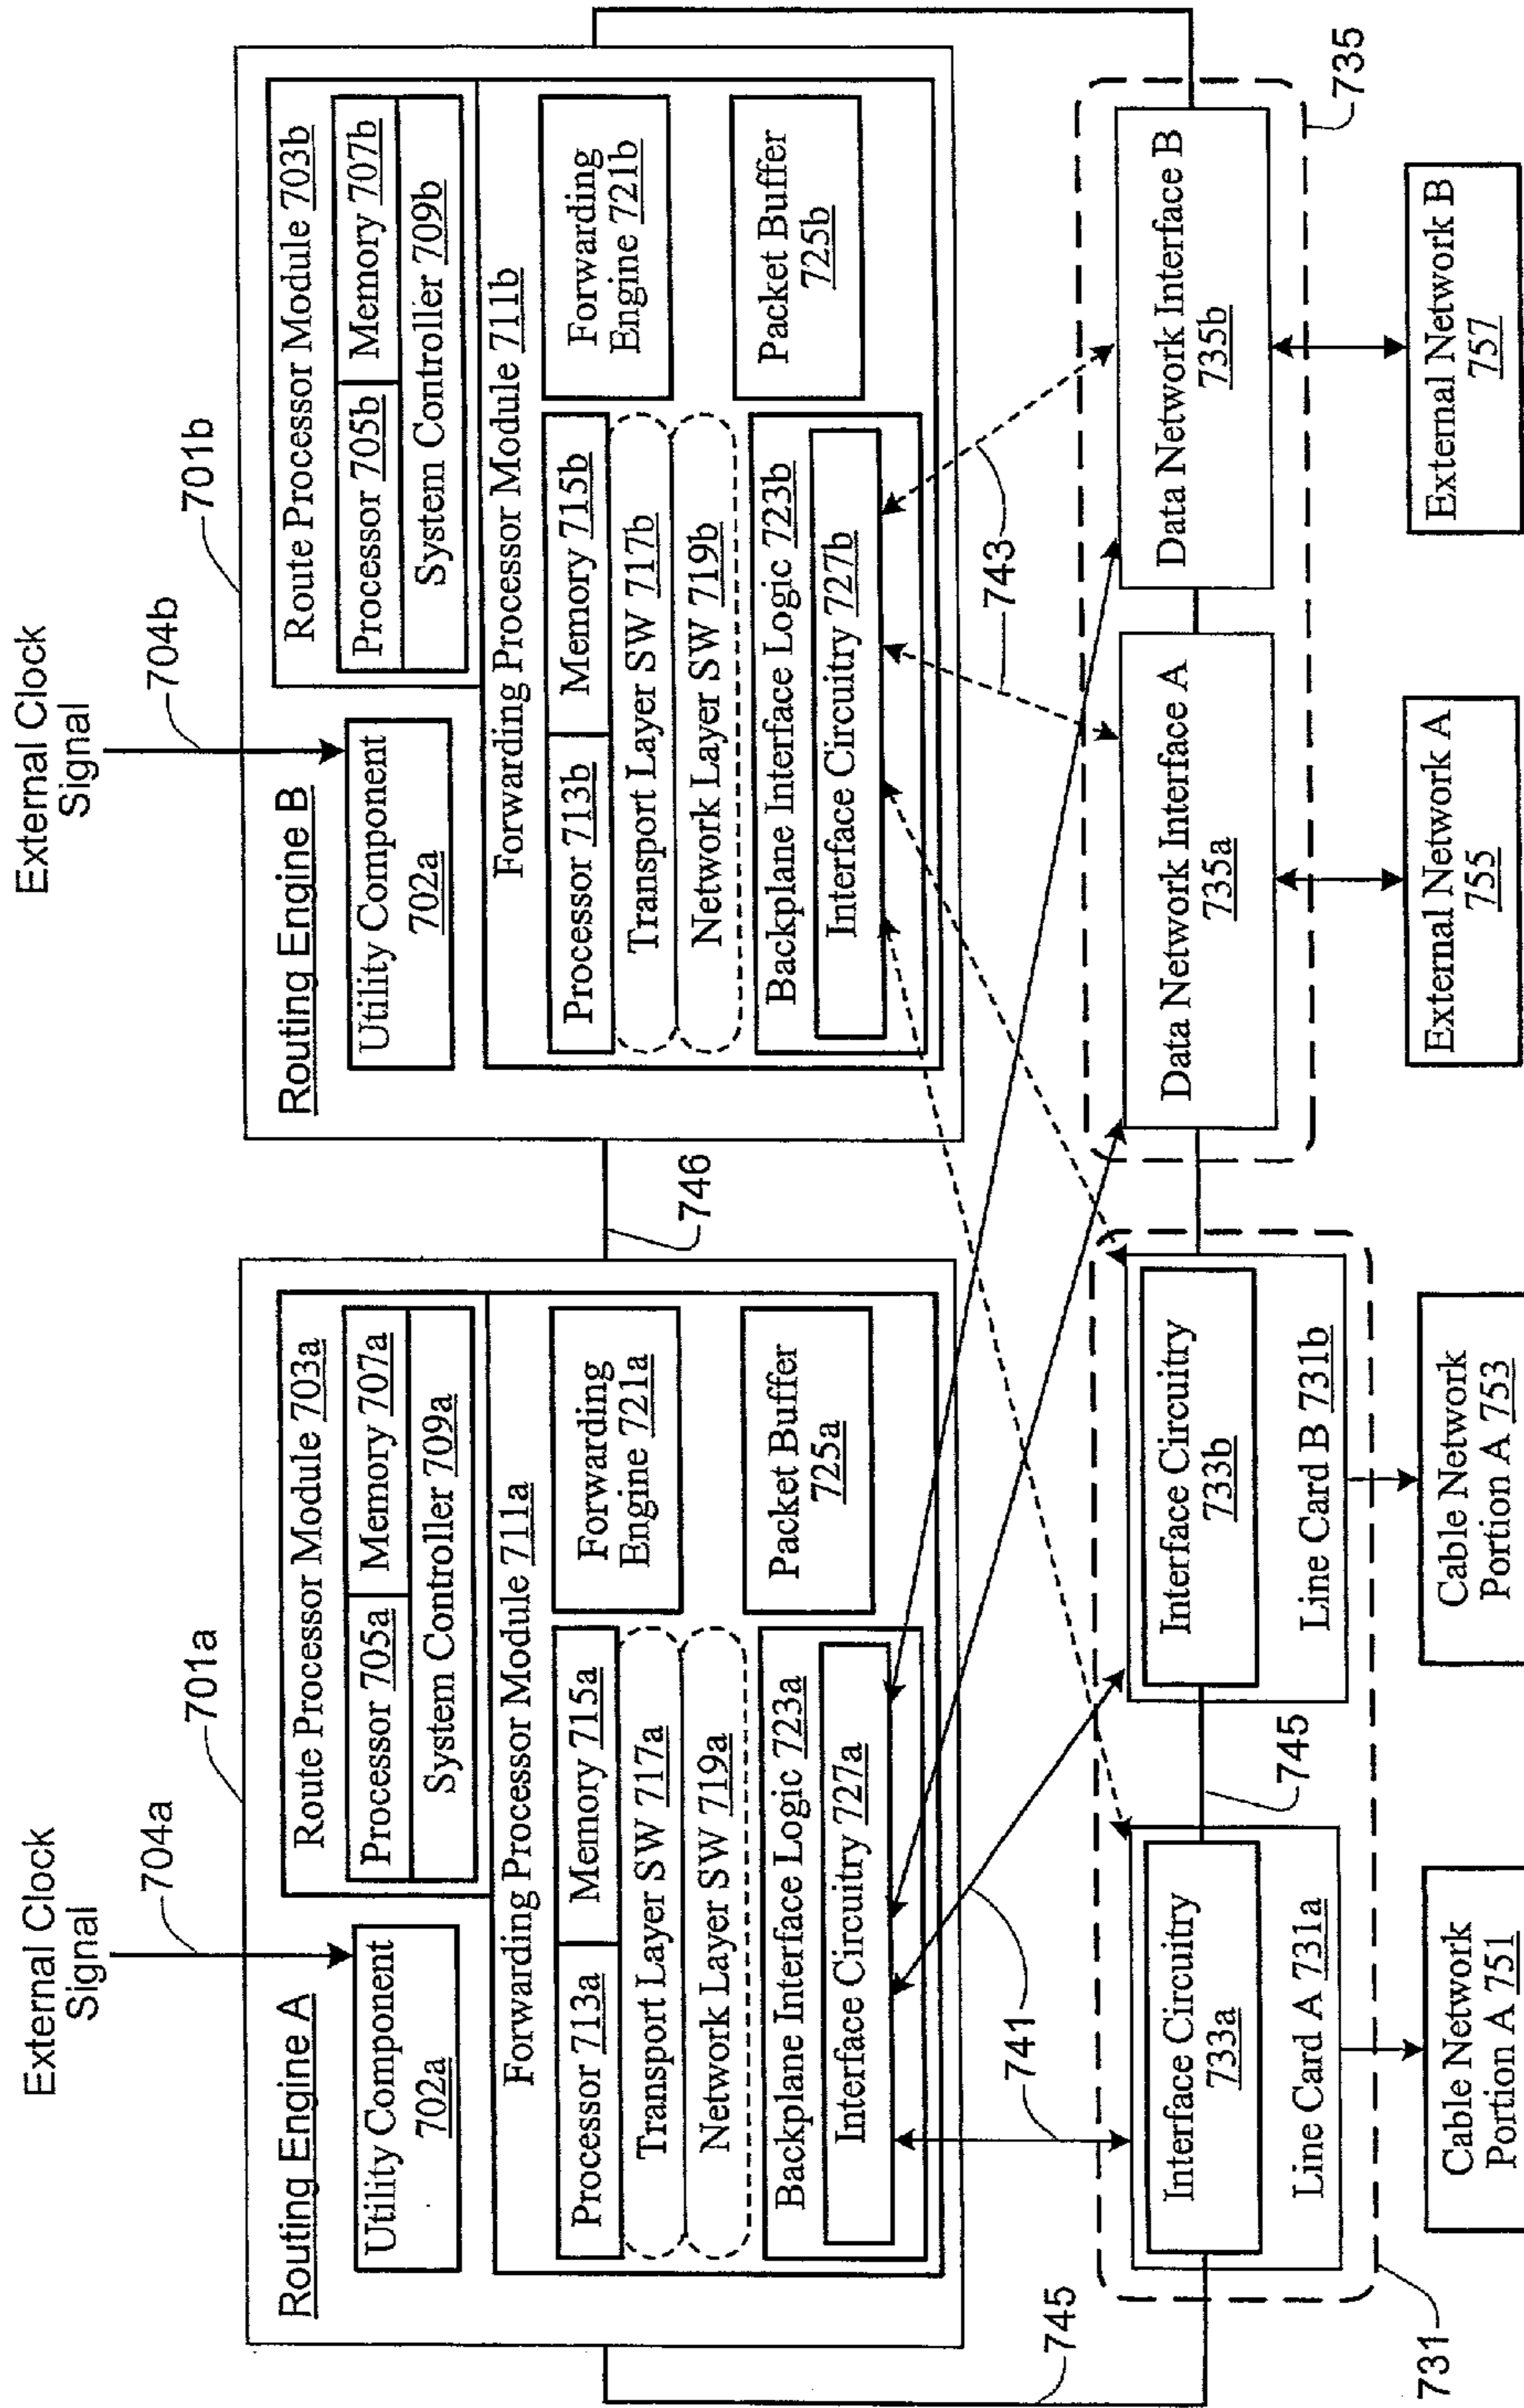 External Clock
Signal
704a
Routing Engine A
701a
Utility Component
702a
Route Processor Module 703a
Processor 705a
Memory 707a
System Controller 709a
Forwarding Processor Module 711a
Processor 713a
Memory 715a
Transport Layer SW 717a
Network Layer SW 719a
Forwarding
Engine 721a
Backplane Interface Logic 723a
Interface Circuitry 727a
Packet Buffer
725a
746
External Clock
Signal
704b
Routing Engine B
701b
Utility Component
702a
Route Processor Module 703b
Processor 705b
Memory 707b
System Controller 709b
Forwarding Processor Module 711b
Processor 713b
Memory 715b
Transport Layer SW 717b
Network Layer SW 719b
Forwarding
Engine 721b
Backplane Interface Logic 723b
Interface Circuitry 727b
Packet Buffer
725b
741
743
745
Interface Circuitry
733a
Line Card A 731a
745
Interface Circuitry
733b
Line Card B 731b
Data Network Interface A
735a
Data Network Interface B
735b
735
731
Cable Network
Portion A 751
Cable Network
Portion A 753
External Network A
755
External Network B
757